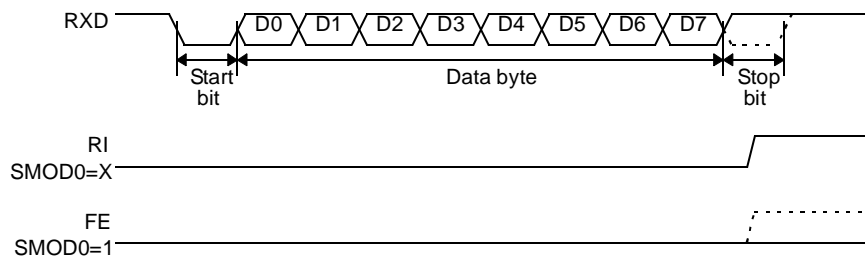 RXD D0 D1 D2 D3 D4 D5 D6 D7
Start bit
Data byte
Stop bit
RI
SMOD0=X
FE
SMOD0=1